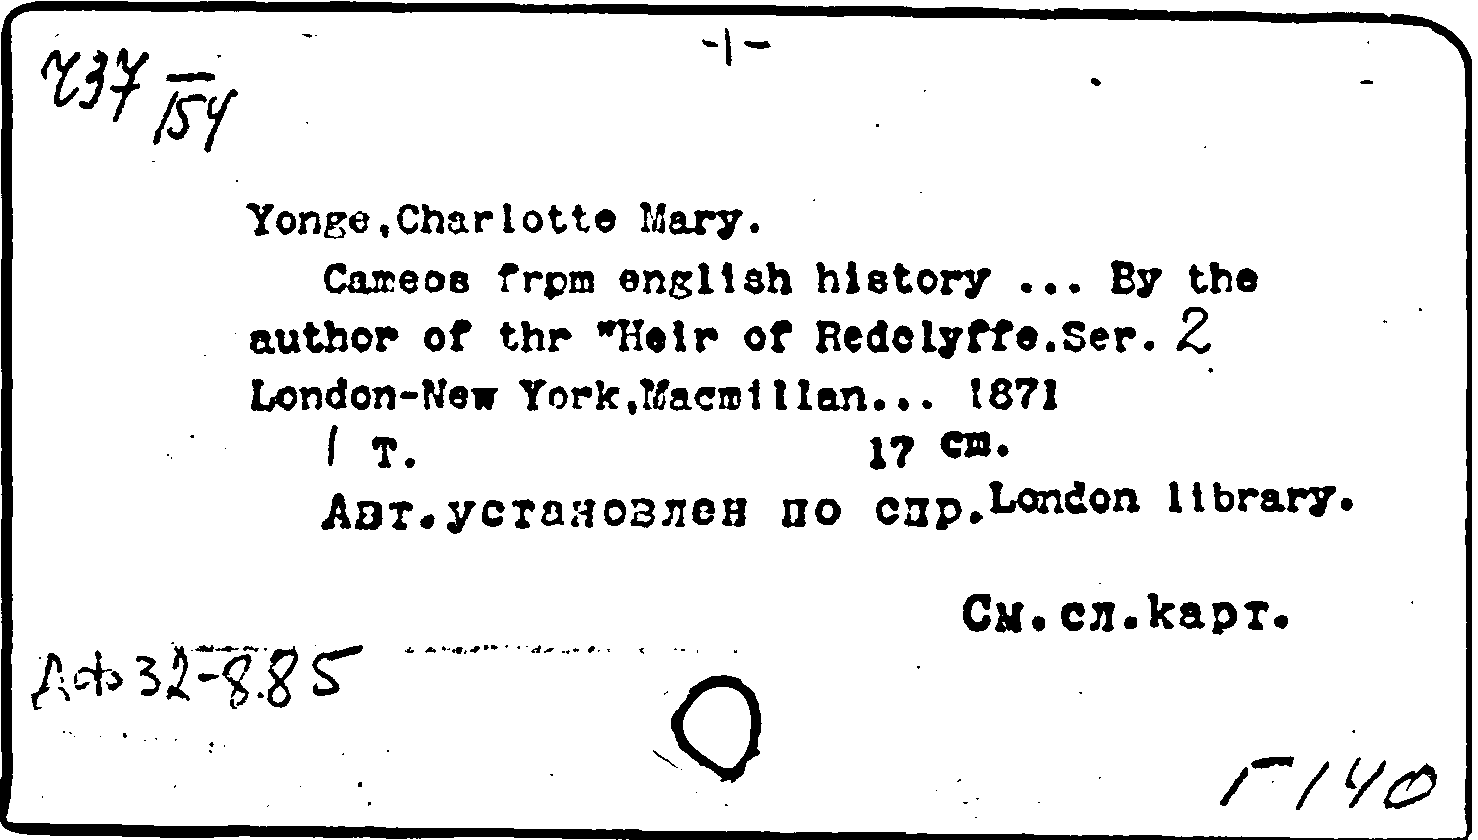 -1-
Ч37 154
Yonge,Charlotte Mary.
Cameos frpm english history ... By the
author of thr "Heir of Redclyffe.Ser. 2
London-New York,Macmillan... 1871
1 т. 17 cm.
Авт.установлен по спр.London library.
См.сл.карт.
Дф32-8.85
Г140